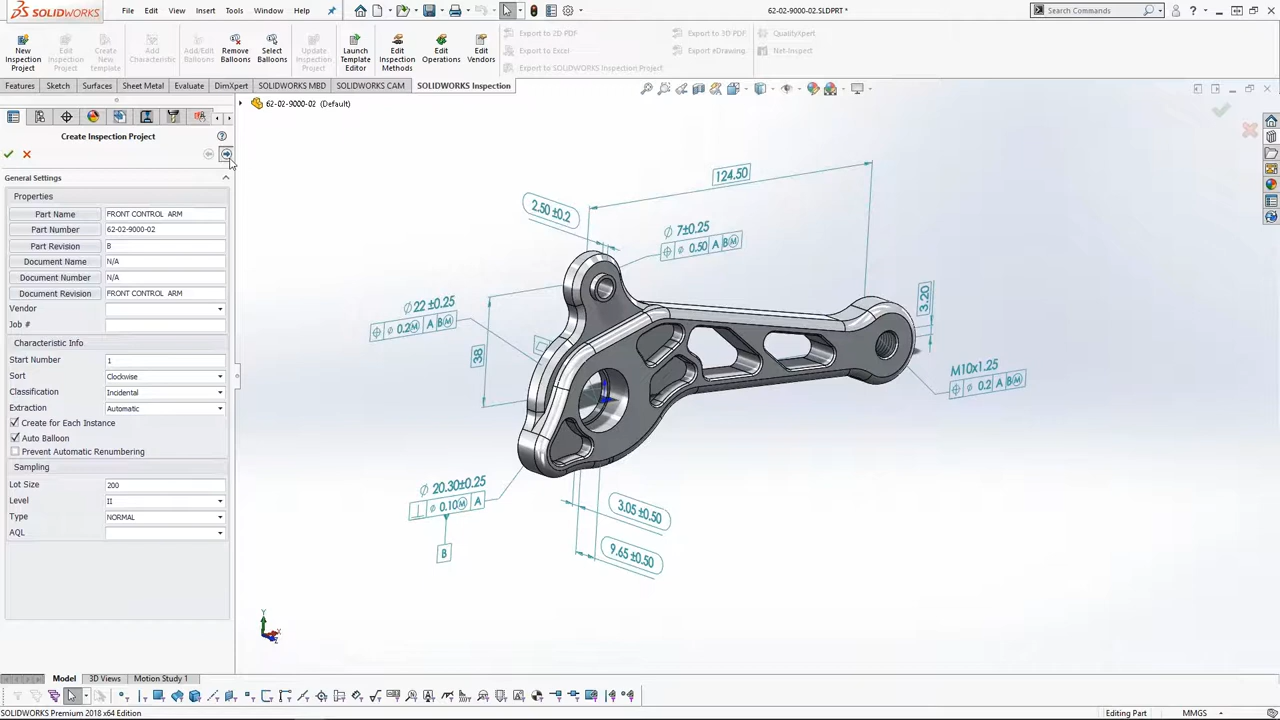 SOLIDWORKS File Edit View Insert Tools Window Help
62-02-9000-02.SLDPRT *
Search Commands
New Inspection Project
Edit Inspection Project
Create New template
Add Characteristic
Add/Edit Balloons
Remove Balloons
Select Balloons
Update Inspection Project
Launch Template Editor
Edit Inspection Methods
Edit Operations
Edit Vendors
Export to 2D PDF
Export to 3D PDF
QualityXpert
Export to Excel
Export eDrawing
Net-Inspect
Export to SOLIDWORKS Inspection Project
Features Sketch Surfaces Sheet Metal Evaluate DimXpert SOLIDWORKS MBD SOLIDWORKS CAM SOLIDWORKS Inspection
62-02-9000-02 (Default)
Create Inspection Project
General Settings
Properties
Part Name FRONT CONTROL ARM
Part Number 62-02-9000-02
Part Revision B
Document Name N/A
Document Number N/A
Document Revision FRONT CONTROL ARM
Vendor
Job #
Characteristic Info
Start Number 1
Sort Clockwise
Classification Incidental
Extraction Automatic
Create for Each Instance
Auto Balloon
Prevent Automatic Renumbering
Sampling
Lot Size 200
Level II
Type NORMAL
AQL
124.50
2.50 ±0.2
⌀ 7±0.25
⌀ 0.50 A BⓂ
⌀22 ±0.25
⌀ 0.2Ⓜ A BⓂ
38
3.20
M10x1.25
⌀ 0.2 A BⓂ
⌀ 20.30±0.25
⌀ 0.10Ⓜ A
B
3.05 ±0.50
9.65 ±0.50
Y
X
Z
Model 3D Views Motion Study 1
SOLIDWORKS Premium 2018 x64 Edition
Editing Part
MMGS